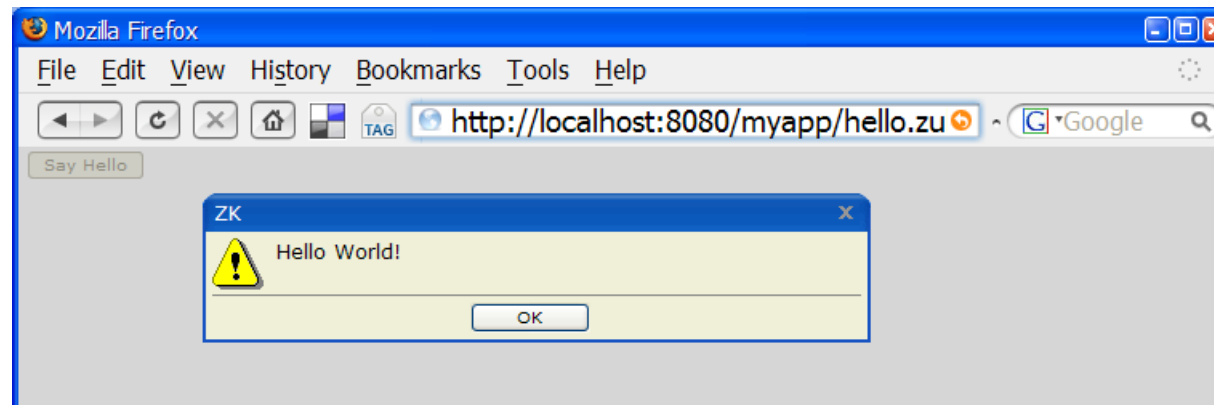 Mozilla Firefox
File Edit View History Bookmarks Tools Help
TAG http://localhost:8080/myapp/hello.zu G Google
Say Hello
ZK x
Hello World!
OK